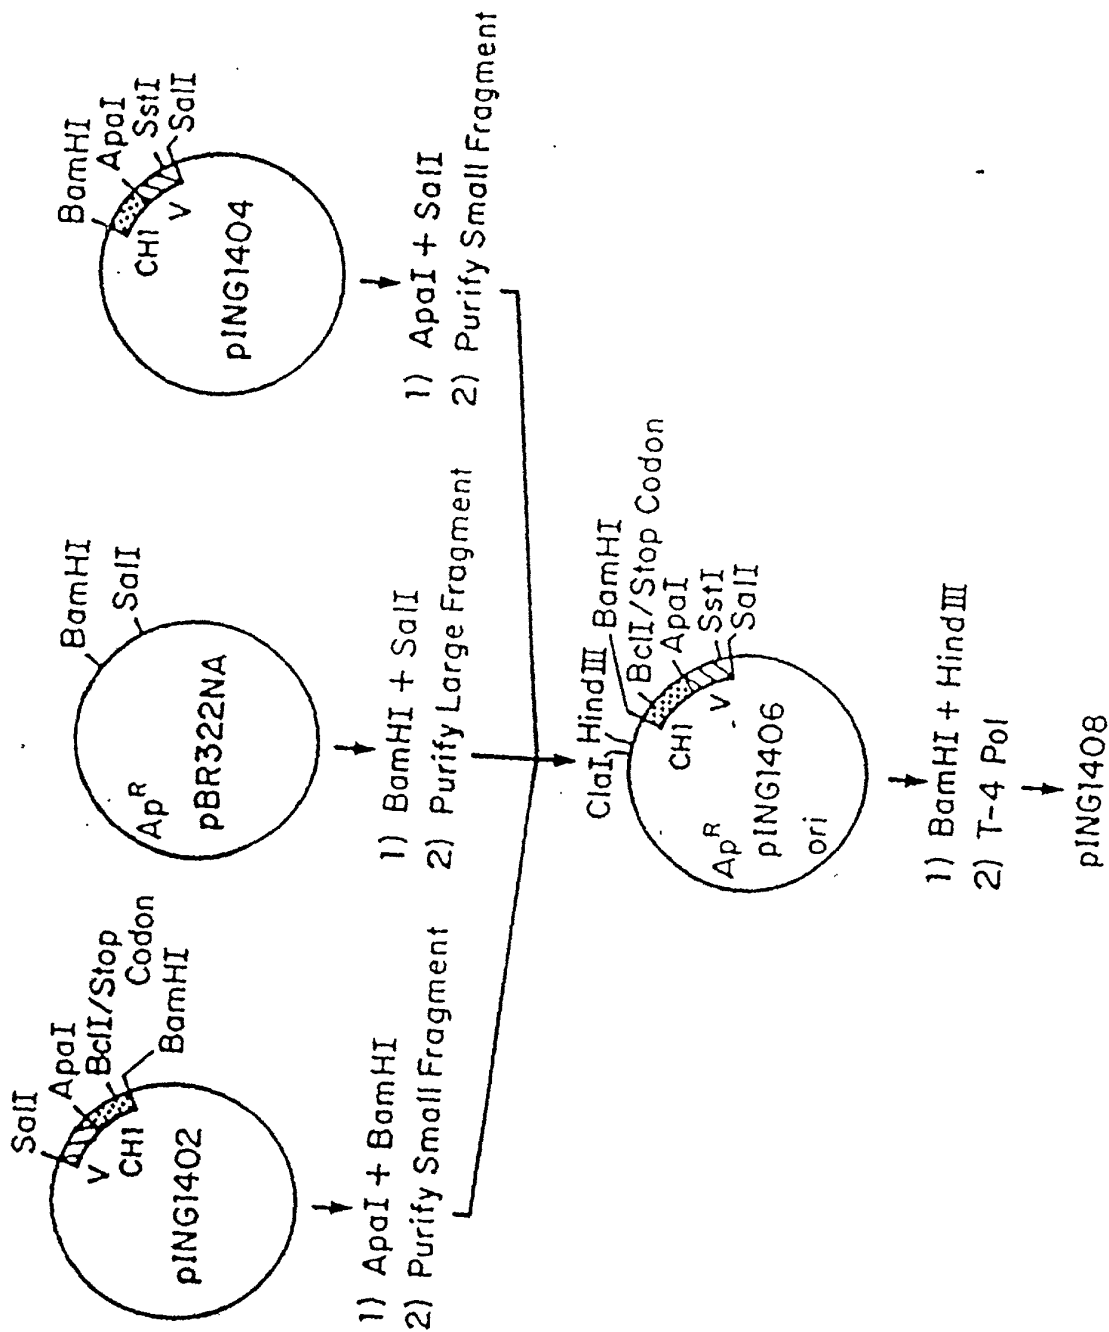 SalI
ApaI
BclI/Stop
Codon
BamHI
V
CH1
pING1402
1) ApaI + BamHI
2) Purify Small Fragment
BamHI
SalI
Ap^R
pBR322NA
1) BamHI + SalI
2) Purify Large Fragment
BamHI
ApaI
SstI
SalI
CH1
V
pING1404
1) ApaI + SalI
2) Purify Small Fragment
ClaI
HindIII
BamHI
BclI/Stop Codon
ApaI
SstI
SalI
CH1
V
Ap^R
pING1406
ori
1) BamHI + HindIII
2) T-4 Pol
pING1408